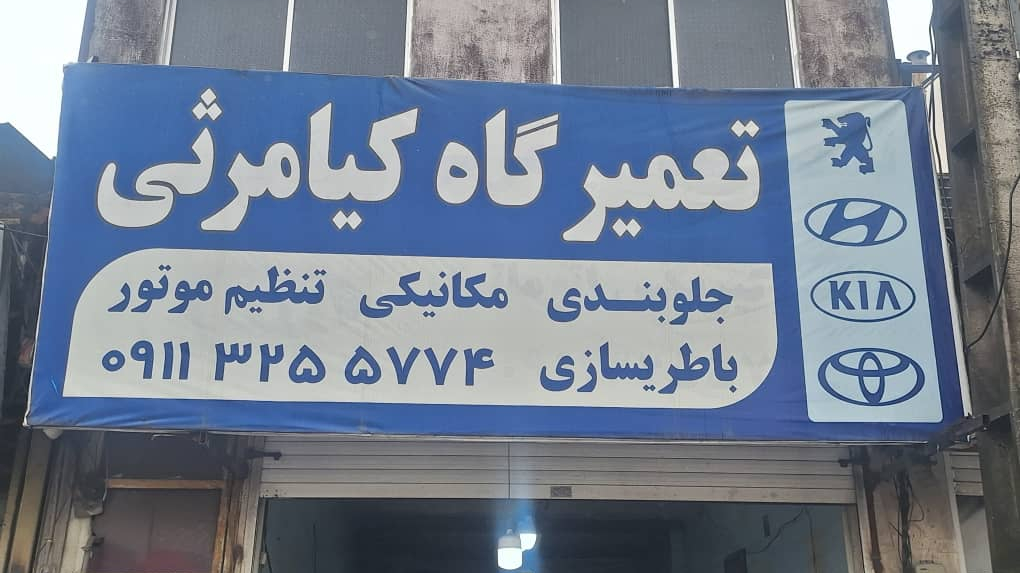 تعمیرگاه کیامرثی
جلوبندی مکانیکی تنظیم موتور
باطریسازی ۰۹۱۱ ۳۲۵ ۵۷۷۴
KIA